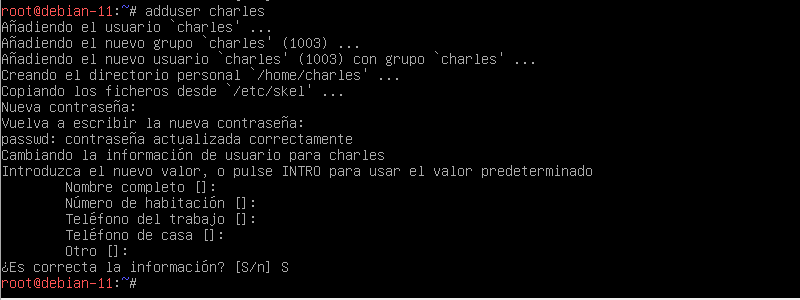 root@debian-11:~# adduser charles
Añadiendo el usuario `charles' ...
Añadiendo el nuevo grupo `charles' (1003) ...
Añadiendo el nuevo usuario `charles' (1003) con grupo `charles' ...
Creando el directorio personal `/home/charles' ...
Copiando los ficheros desde `/etc/skel' ...
Nueva contraseña:
Vuelva a escribir la nueva contraseña:
passwd: contraseña actualizada correctamente
Cambiando la información de usuario para charles
Introduzca el nuevo valor, o pulse INTRO para usar el valor predeterminado
Nombre completo []:
Número de habitación []:
Teléfono del trabajo []:
Teléfono de casa []:
Otro []:
¿Es correcta la información? [S/n] S
root@debian-11:~#